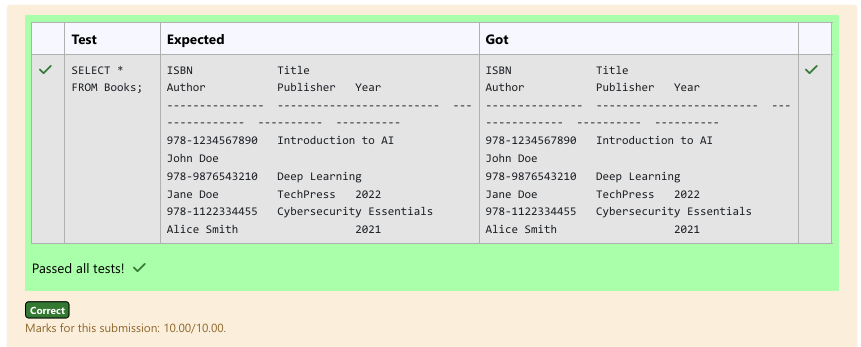 Test Expected Got
SELECT * ISBN Title ISBN Title
FROM Books; Author Publisher Year Author Publisher Year
--------------- ------------------------- --- --------------- ------------------------- ---
------------ ---------- ---------- ------------ ---------- ----------
978-1234567890 Introduction to AI 978-1234567890 Introduction to AI
John Doe John Doe
978-9876543210 Deep Learning 978-9876543210 Deep Learning
Jane Doe TechPress 2022 Jane Doe TechPress 2022
978-1122334455 Cybersecurity Essentials 978-1122334455 Cybersecurity Essentials
Alice Smith 2021 Alice Smith 2021
Passed all tests!
Correct
Marks for this submission: 10.00/10.00.